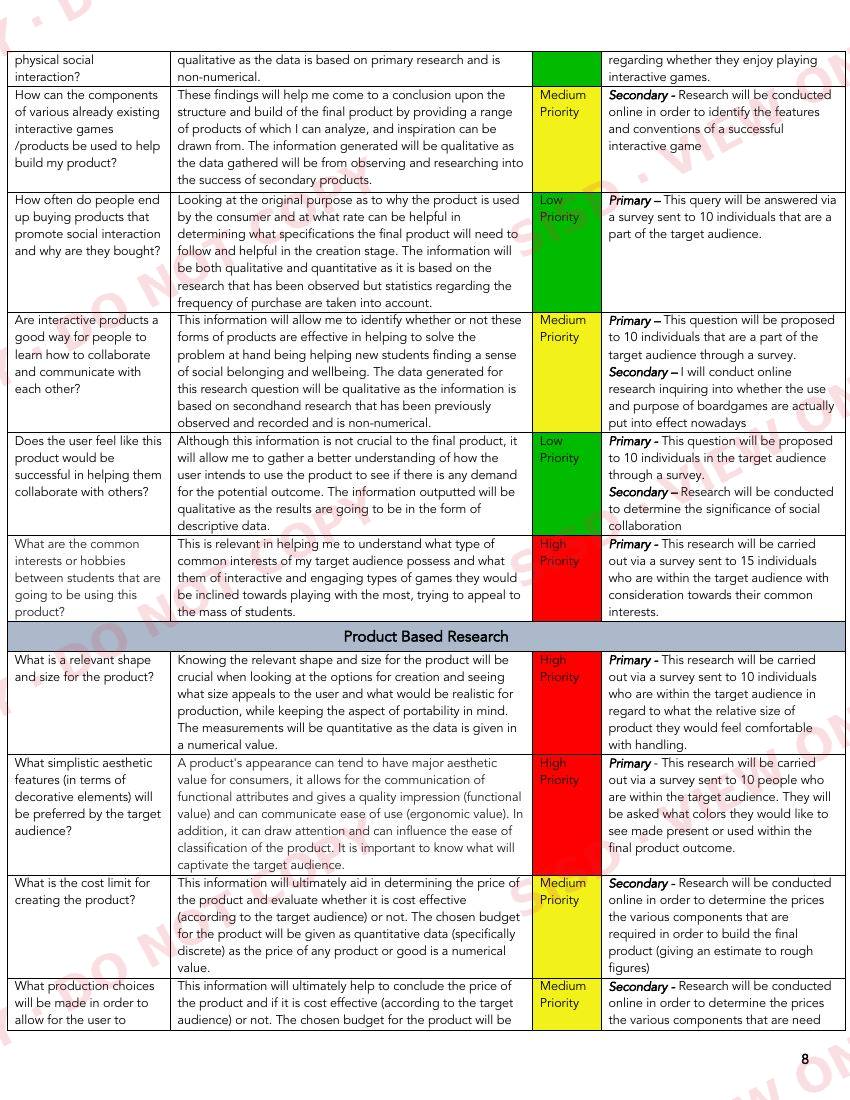 physical social
interaction?
qualitative as the data is based on primary research and is
non-numerical.
regarding whether they enjoy playing
interactive games.
How can the components
of various already existing
interactive games
/products be used to help
build my product?
These findings will help me come to a conclusion upon the
structure and build of the final product by providing a range
of products of which I can analyze, and inspiration can be
drawn from. The information generated will be qualitative as
the data gathered will be from observing and researching into
the success of secondary products.
Medium
Priority
Secondary - Research will be conducted
online in order to identify the features
and conventions of a successful
interactive game
How often do people end
up buying products that
promote social interaction
and why are they bought?
Looking at the original purpose as to why the product is used
by the consumer and at what rate can be helpful in
determining what specifications the final product will need to
follow and helpful in the creation stage. The information will
be both qualitative and quantitative as it is based on the
research that has been observed but statistics regarding the
frequency of purchase are taken into account.
Low
Priority
Primary – This query will be answered via
a survey sent to 10 individuals that are a
part of the target audience.
Are interactive products a
good way for people to
learn how to collaborate
and communicate with
each other?
This information will allow me to identify whether or not these
forms of products are effective in helping to solve the
problem at hand being helping new students finding a sense
of social belonging and wellbeing. The data generated for
this research question will be qualitative as the information is
based on secondhand research that has been previously
observed and recorded and is non-numerical.
Medium
Priority
Primary – This question will be proposed
to 10 individuals that are a part of the
target audience through a survey.
Secondary – I will conduct online
research inquiring into whether the use
and purpose of boardgames are actually
put into effect nowadays
Does the user feel like this
product would be
successful in helping them
collaborate with others?
Although this information is not crucial to the final product, it
will allow me to gather a better understanding of how the
user intends to use the product to see if there is any demand
for the potential outcome. The information outputted will be
qualitative as the results are going to be in the form of
descriptive data.
Low
Priority
Primary - This question will be proposed
to 10 individuals in the target audience
through a survey.
Secondary – Research will be conducted
to determine the significance of social
collaboration
What are the common
interests or hobbies
between students that are
going to be using this
product?
This is relevant in helping me to understand what type of
common interests of my target audience possess and what
them of interactive and engaging types of games they would
be inclined towards playing with the most, trying to appeal to
the mass of students.
High
Priority
Primary - This research will be carried
out via a survey sent to 15 individuals
who are within the target audience with
consideration towards their common
interests.
Product Based Research
What is a relevant shape
and size for the product?
Knowing the relevant shape and size for the product will be
crucial when looking at the options for creation and seeing
what size appeals to the user and what would be realistic for
production, while keeping the aspect of portability in mind.
The measurements will be quantitative as the data is given in
a numerical value.
High
Priority
Primary - This research will be carried
out via a survey sent to 10 individuals
who are within the target audience in
regard to what the relative size of
product they would feel comfortable
with handling.
What simplistic aesthetic
features (in terms of
decorative elements) will
be preferred by the target
audience?
A product's appearance can tend to have major aesthetic
value for consumers, it allows for the communication of
functional attributes and gives a quality impression (functional
value) and can communicate ease of use (ergonomic value). In
addition, it can draw attention and can influence the ease of
classification of the product. It is important to know what will
captivate the target audience.
High
Priority
Primary - This research will be carried
out via a survey sent to 10 people who
are within the target audience. They will
be asked what colors they would like to
see made present or used within the
final product outcome.
What is the cost limit for
creating the product?
This information will ultimately aid in determining the price of
the product and evaluate whether it is cost effective
(according to the target audience) or not. The chosen budget
for the product will be given as quantitative data (specifically
discrete) as the price of any product or good is a numerical
value.
Medium
Priority
Secondary - Research will be conducted
online in order to determine the prices
the various components that are
required in order to build the final
product (giving an estimate to rough
figures)
What production choices
will be made in order to
allow for the user to
This information will ultimately help to conclude the price of
the product and if it is cost effective (according to the target
audience) or not. The chosen budget for the product will be
Medium
Priority
Secondary - Research will be conducted
online in order to determine the prices
the various components that are need
8